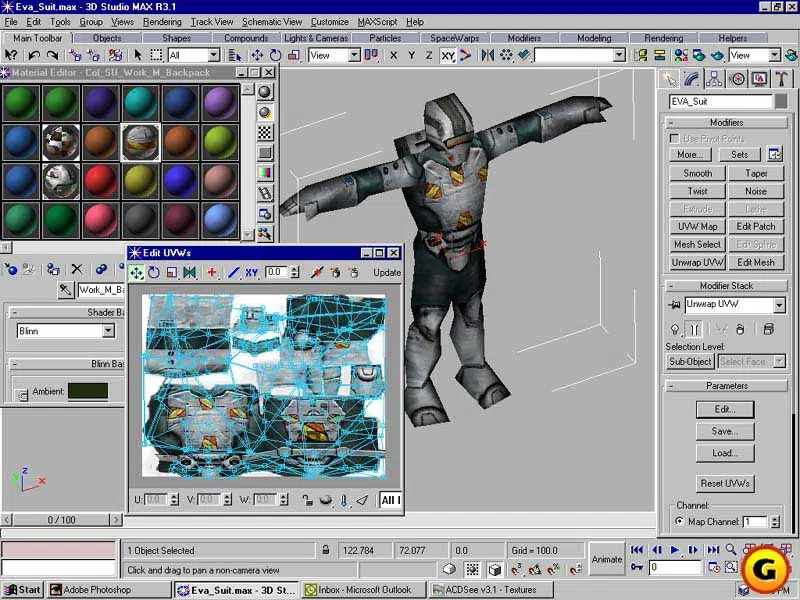 Eva_Suit.max - 3D Studio MAX R3.1
File Edit Tools Group Views Rendering Track View Schematic View Customize MAXScript Help
Main Toolbar Objects Shapes Compounds Lights & Cameras Particles SpaceWarps Modifiers Modeling Rendering Helpers
All View X Y Z XY View
Material Editor - Col_SU_Work_M_Backpack
EVA_Suit
Modifiers
Use Pivot Points
More... Sets
Smooth Taper
Twist Noise
Extrude Lathe
UVW Map Edit Patch
Mesh Select Edit Spline
Unwrap UVW Edit Mesh
Modifier Stack
Unwrap UVW
Selection Level:
Sub-Object Select Face
Parameters
Edit...
Save...
Load...
Reset UVWs
Channel:
Map Channel: 1
Edit UVWs
XY 0.0 Update
U: 0.0 V: 0.0 W: 0.0 All I
Work_M_Ba
Shader Ba
Blinn
Blinn Bas
Ambient:
z
x
0 / 100
1 Object Selected 122.784 72.077 0.0 Grid = 100.0
Click and drag to pan a non-camera view
Animate
0
Start Adobe Photoshop Eva_Suit.max - 3D St... Inbox - Microsoft Outlook ACDSee v3.1 - Textures PM
G